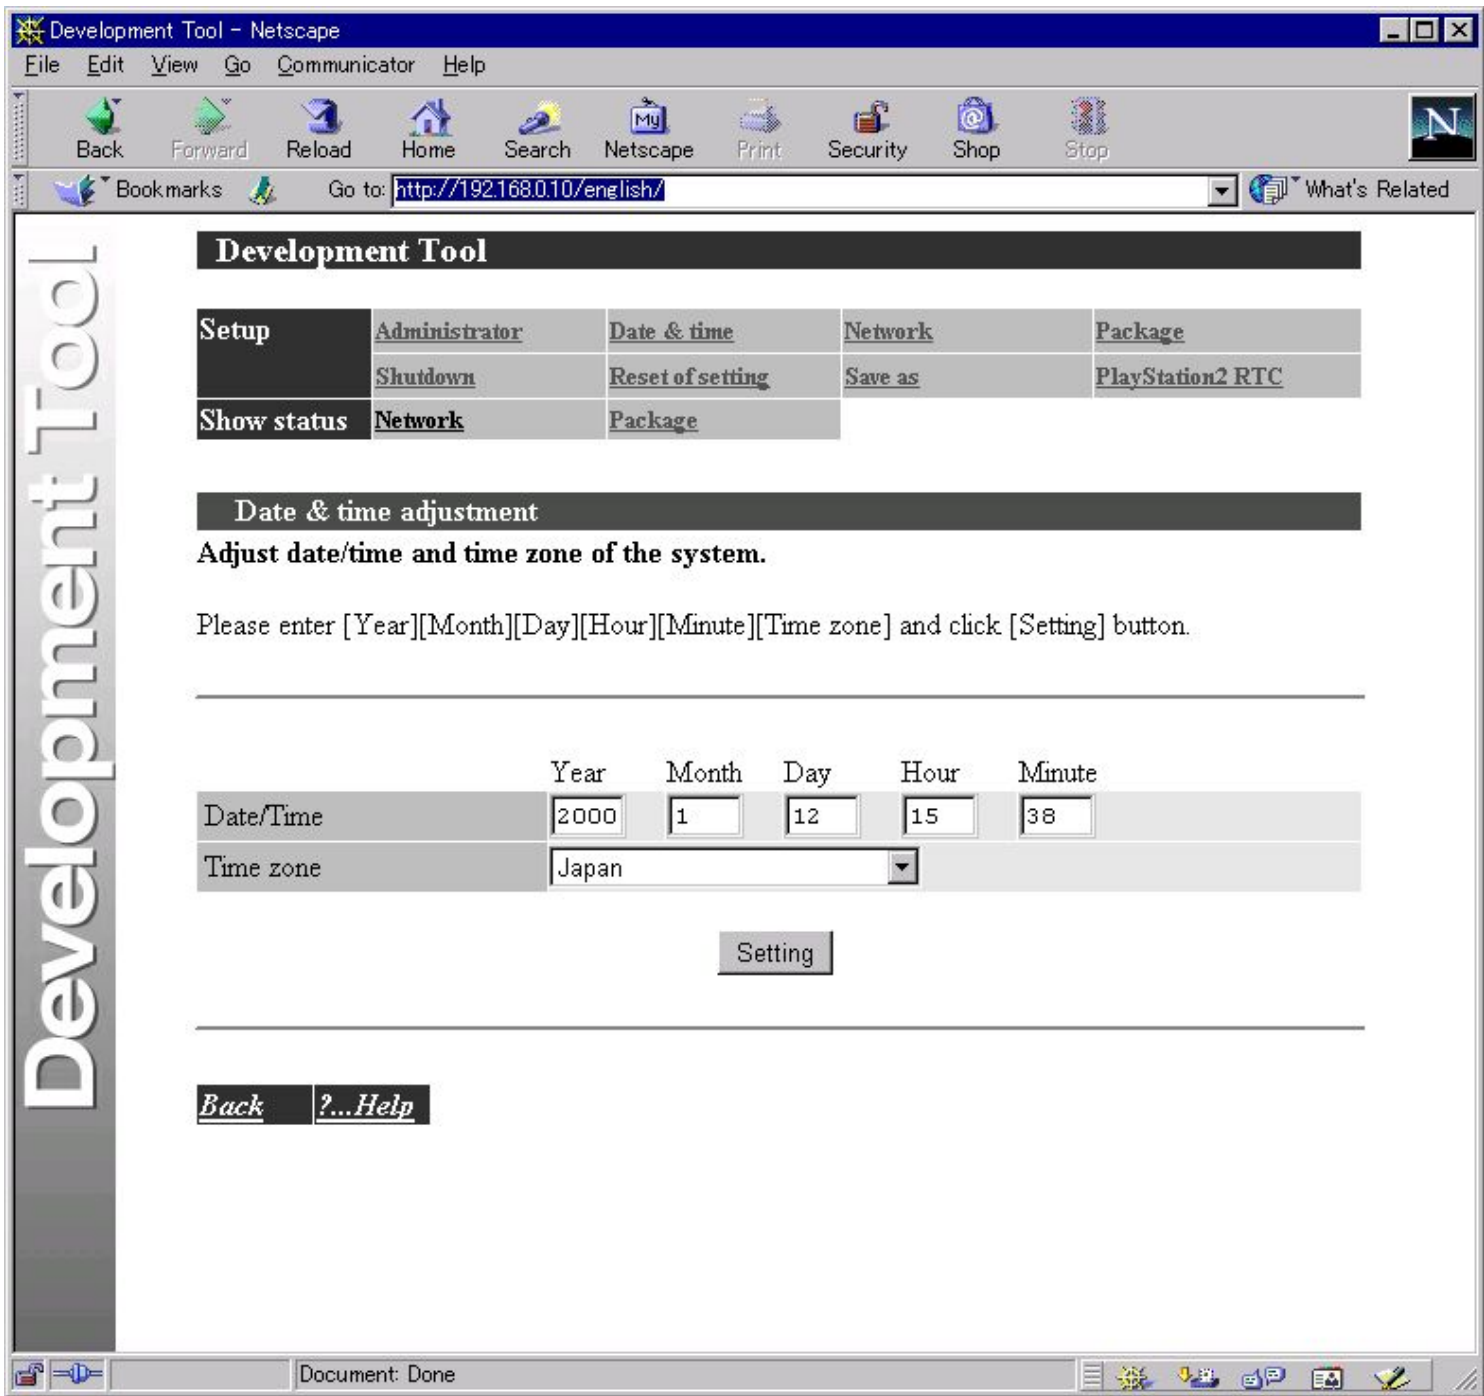 Development Tool - Netscape
File Edit View Go Communicator Help
Back Forward Reload Home Search Netscape Print Security Shop Stop
My
N
Bookmarks Go to: http://192.168.0.10/english/ What's Related
Development Tool
Development Tool
Setup Administrator Date & time Network Package
Shutdown Reset of setting Save as PlayStation2 RTC
Show status Network Package
Date & time adjustment
Adjust date/time and time zone of the system.
Please enter [Year][Month][Day][Hour][Minute][Time zone] and click [Setting] button.
Year Month Day Hour Minute
Date/Time 2000 1 12 15 38
Time zone Japan
Setting
Back ?...Help
Document: Done